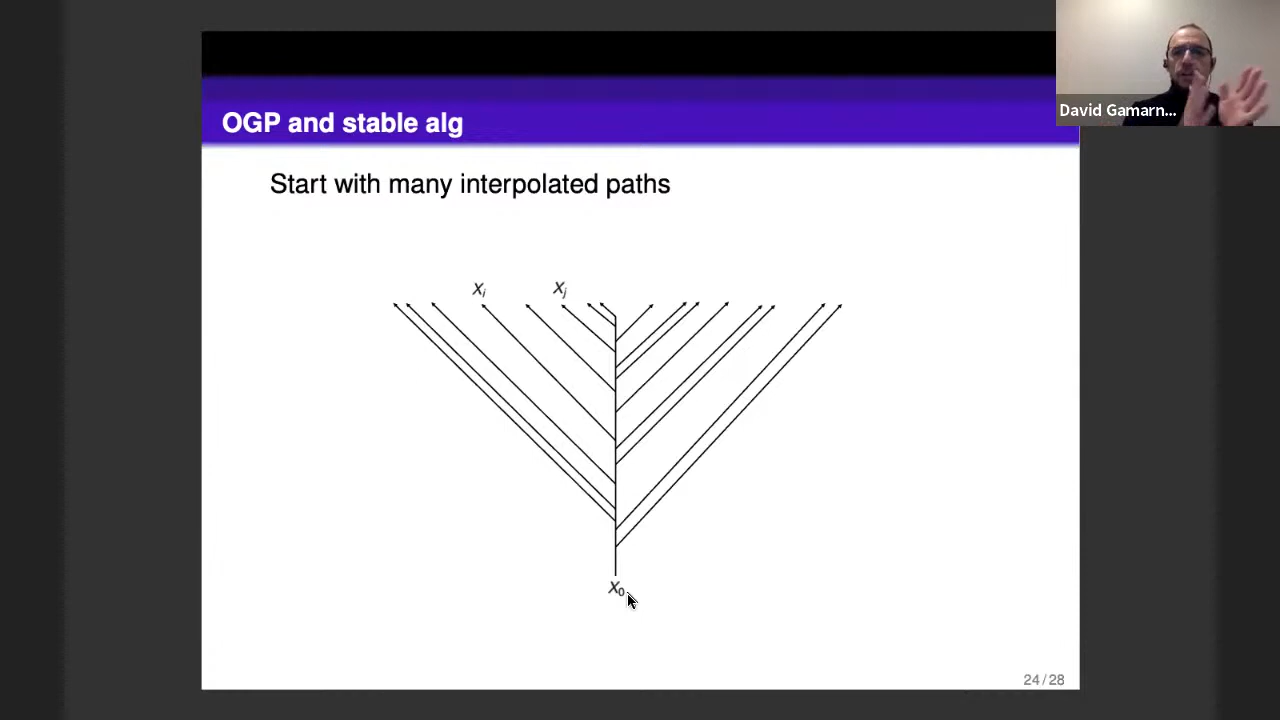 David Gamarn...
OGP and stable alg
Start with many interpolated paths
xᵢ xⱼ
x₀
24 / 28